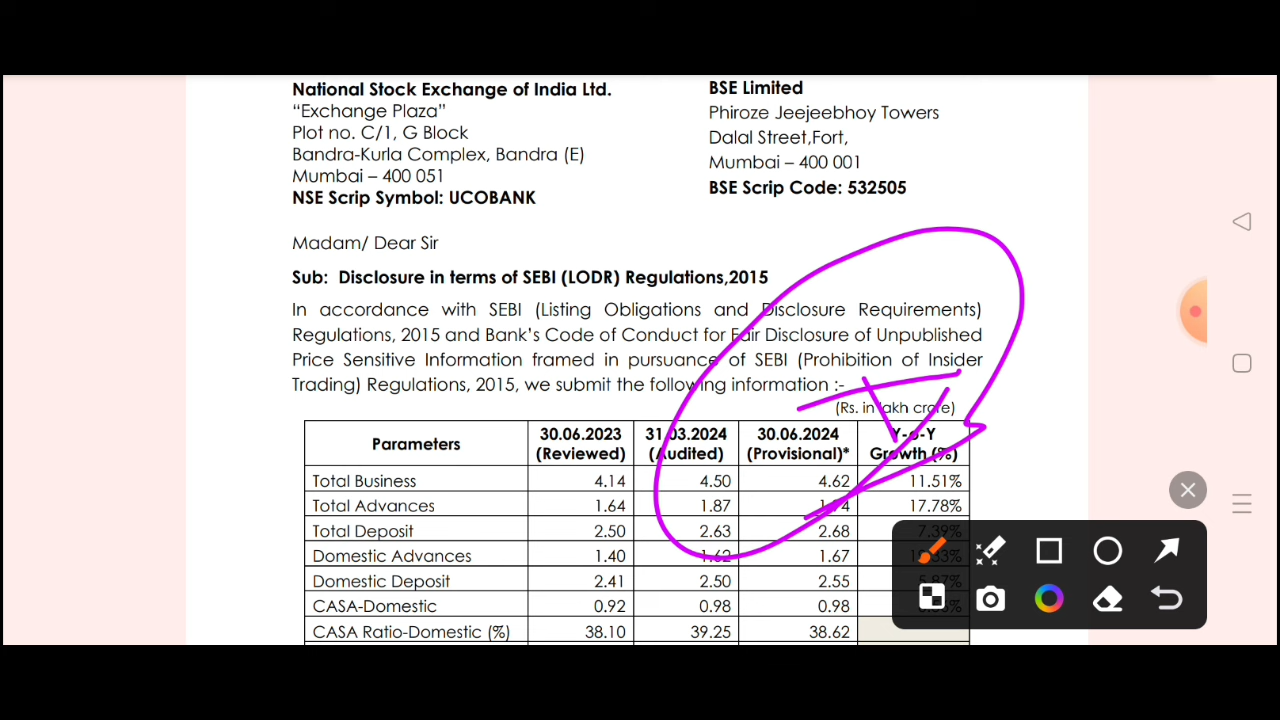 National Stock Exchange of India Ltd.
“Exchange Plaza”
Plot no. C/1, G Block
Bandra-Kurla Complex, Bandra (E)
Mumbai – 400 051
NSE Scrip Symbol: UCOBANK
BSE Limited
Phiroze Jeejeebhoy Towers
Dalal Street,Fort,
Mumbai – 400 001
BSE Scrip Code: 532505
Madam/ Dear Sir
Sub: Disclosure in terms of SEBI (LODR) Regulations,2015
In accordance with SEBI (Listing Obligations and Disclosure Requirements)
Regulations, 2015 and Bank’s Code of Conduct for Fair Disclosure of Unpublished
Price Sensitive Information framed in pursuance of SEBI (Prohibition of Insider
Trading) Regulations, 2015, we submit the following information :-
(Rs. in lakh crore)
Parameters 30.06.2023 (Reviewed) 31.03.2024 (Audited) 30.06.2024 (Provisional)* Y-o-Y Growth (%)
Total Business 4.14 4.50 4.62 11.51%
Total Advances 1.64 1.87 17.78%
Total Deposit 2.50 2.63 2.68 7.39%
Domestic Advances 1.40 1.62 1.67
Domestic Deposit 2.41 2.50 2.55
CASA-Domestic 0.92 0.98 0.98
CASA Ratio-Domestic (%) 38.10 39.25 38.62